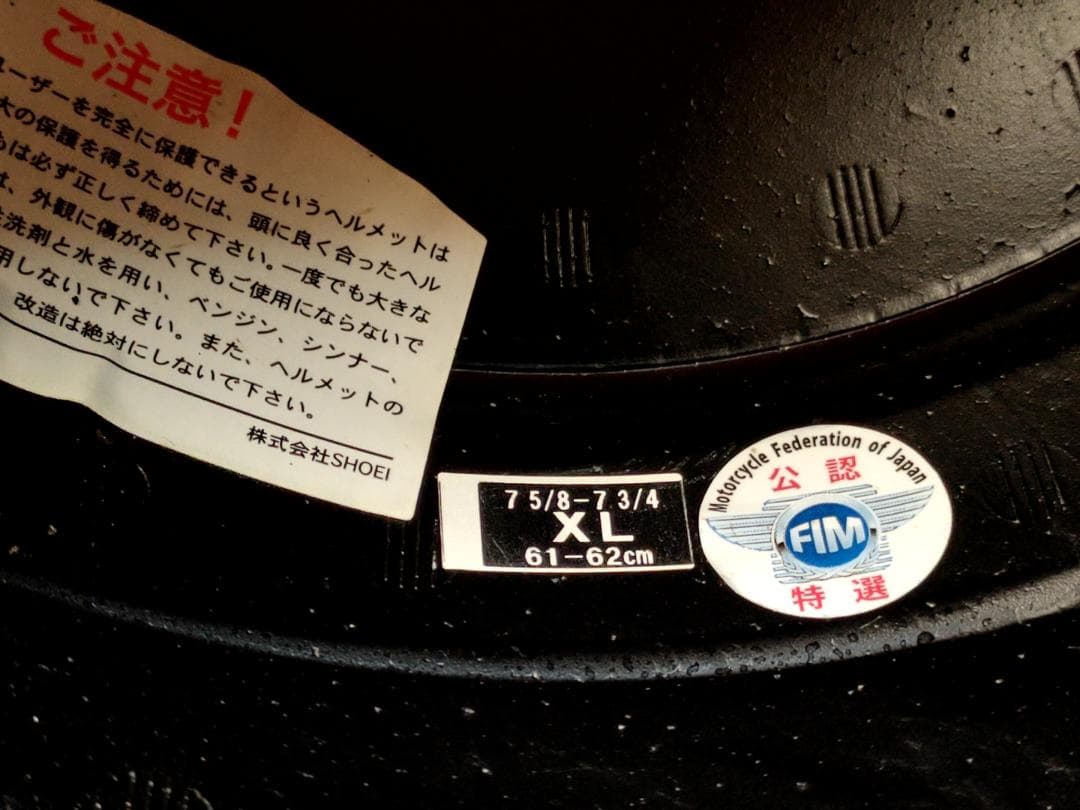 ご注意！
ーザーを完全に保護できるというヘルメットは
大の保護を得るためには、頭に良く合ったヘル
は必ず正しく締めて下さい。一度でも大きな
、外観に傷がなくてもご使用にならないで
洗剤と水を用い、ベンジン、シンナー、
用しないで下さい。また、ヘルメットの
改造は絶対にしないで下さい。
株式会社SHOEI
7 5/8-7 3/4
XL
61-62cm
Motorcycle Federation of Japan
公認
FIM
特選